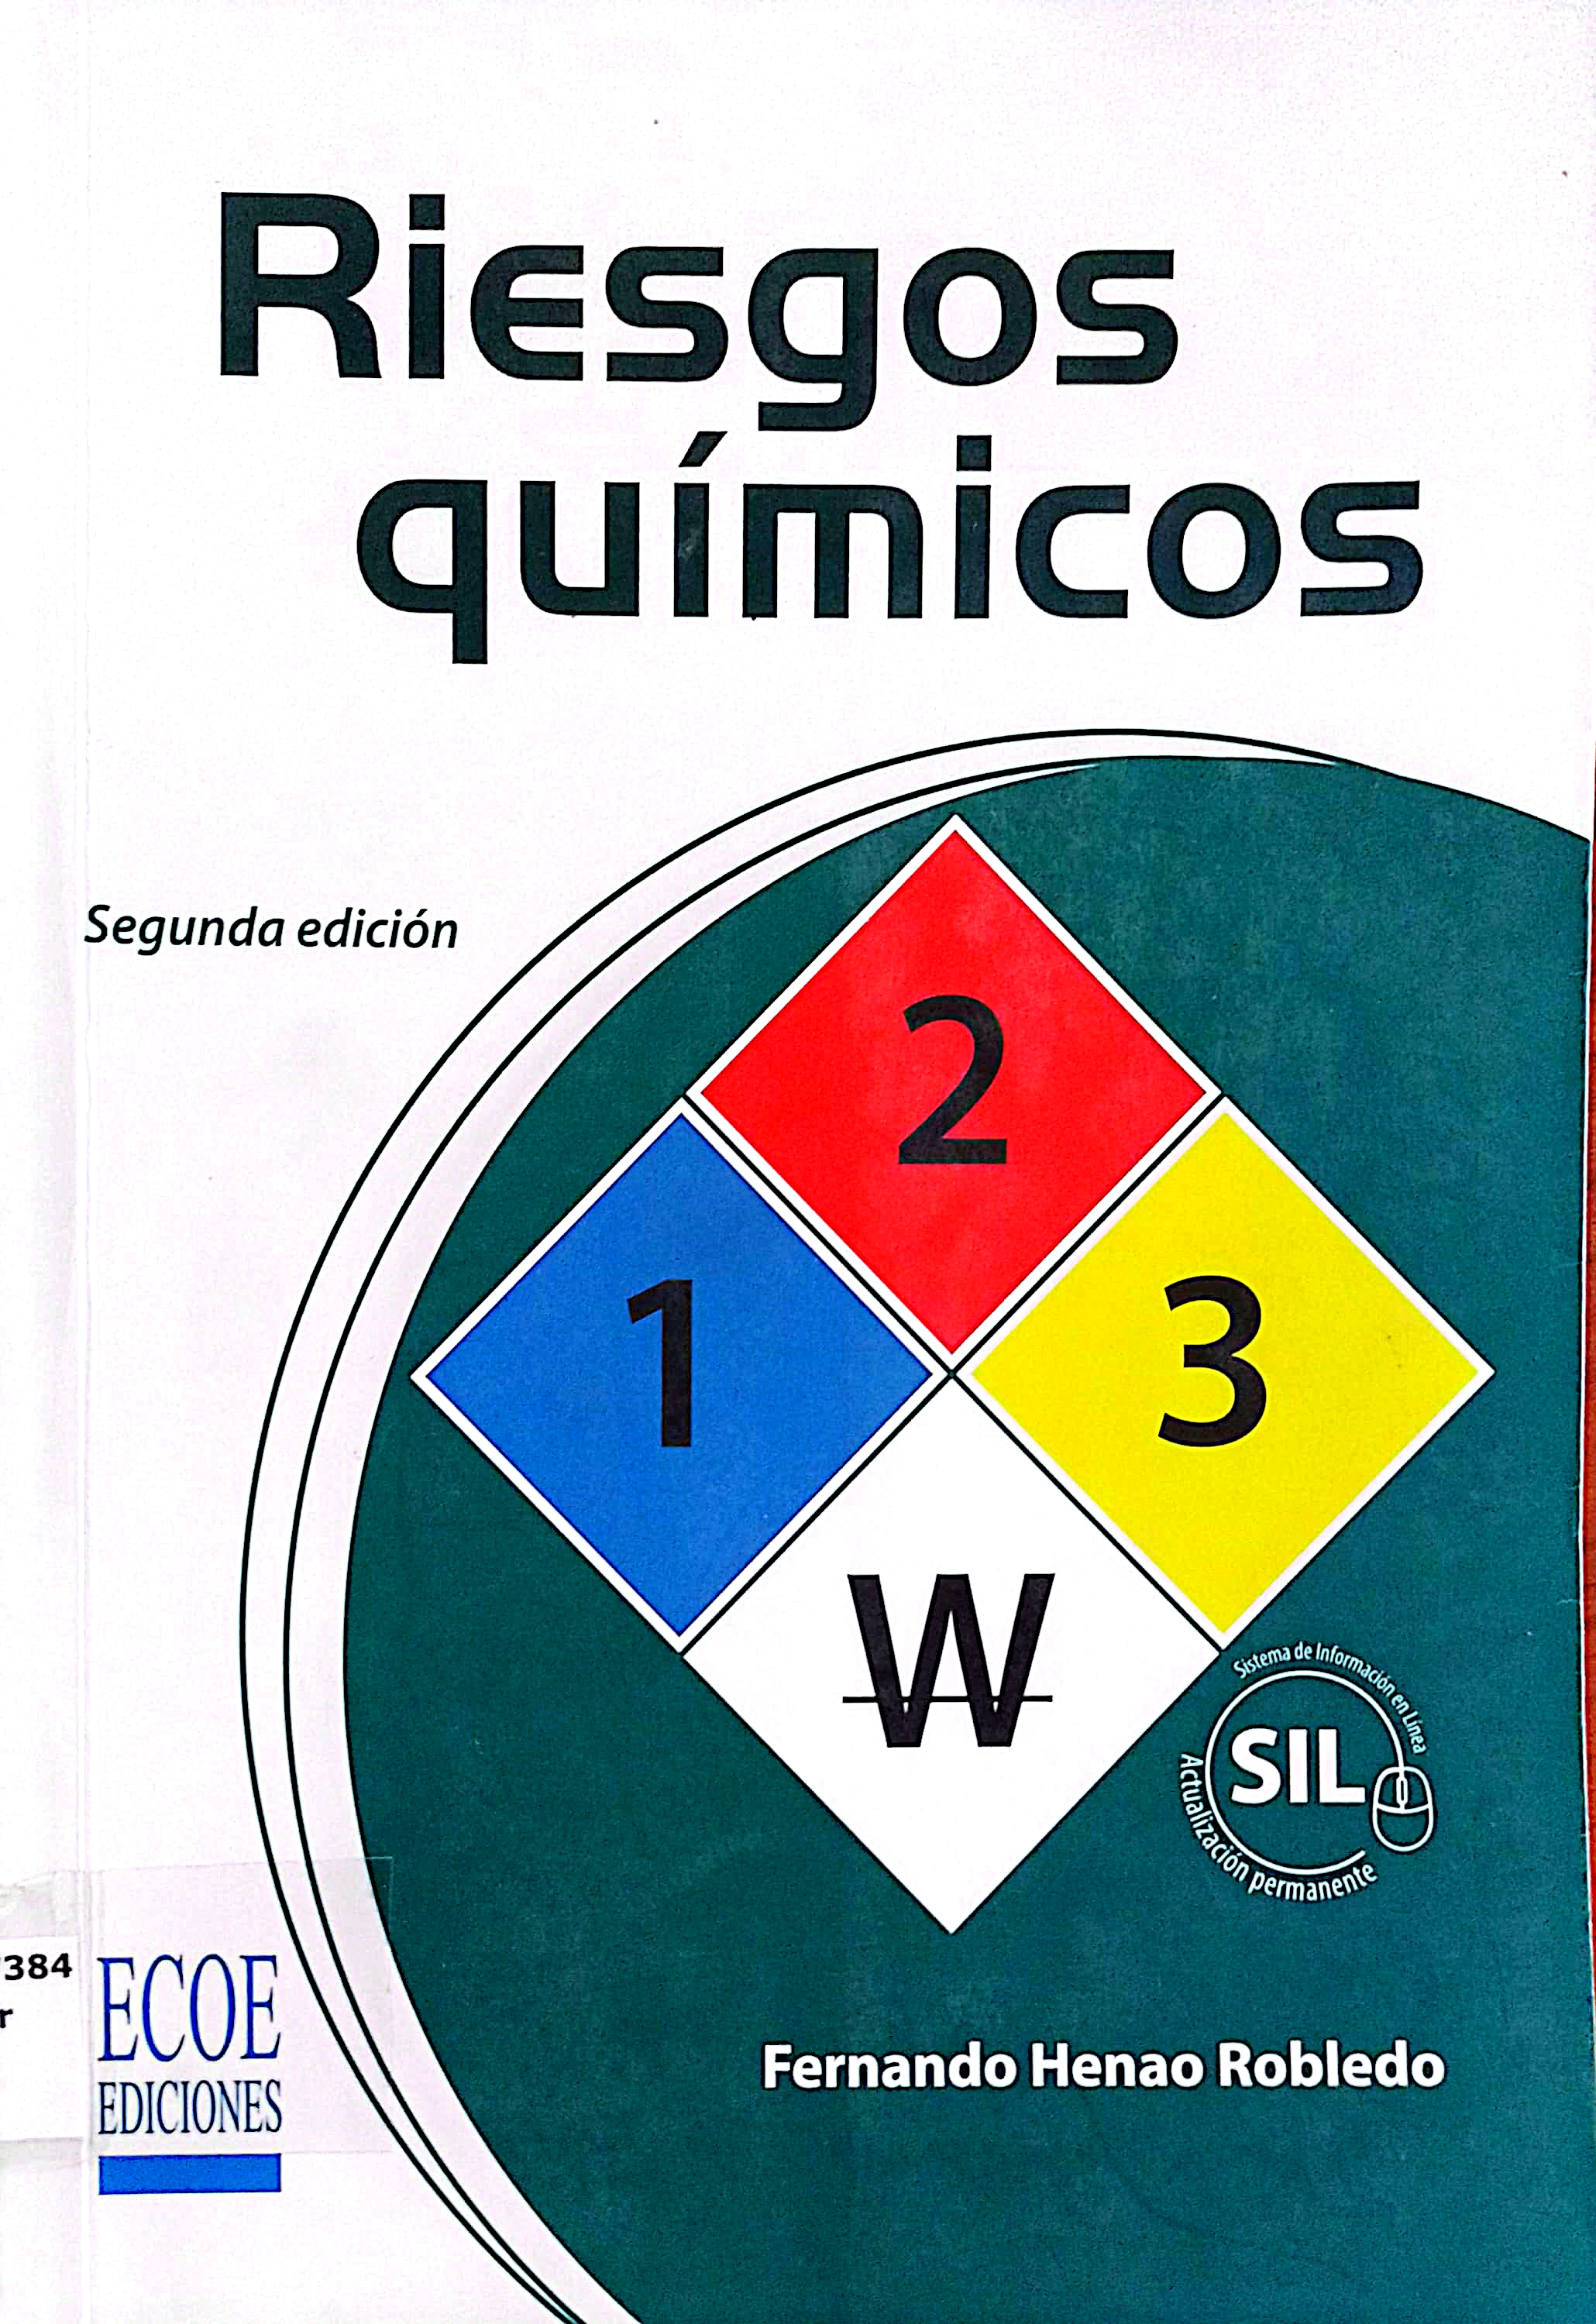 Riesgos
químicos
Segunda edición
2
1
3
W
Sistema de Información en Línea
SIL
Actualización permanente
384
r
ECOE
EDICIONES
Fernando Henao Robledo